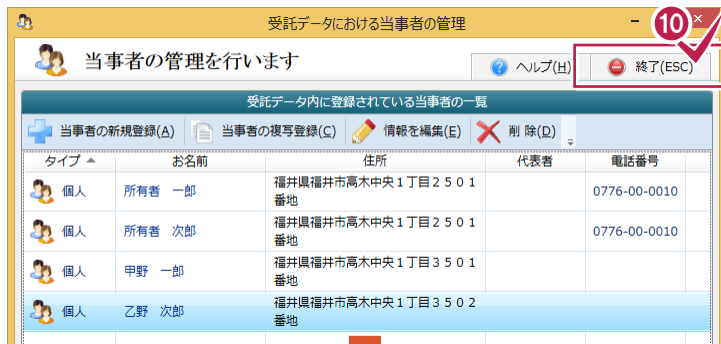 受託データにおける当事者の管理
10
当事者の管理を行います
ヘルプ(H)
終了(ESC)
受託データ内に登録されている当事者の一覧
当事者の新規登録(A)
当事者の複写登録(C)
情報を編集(E)
削 除(D)
タイプ お名前 住所 代表者 電話番号
個人 所有者 一郎 福井県福井市高木中央1丁目2501 0776-00-0010
番地
個人 所有者 次郎 福井県福井市高木中央1丁目2501 0776-00-0010
番地
個人 甲野 一郎 福井県福井市高木中央1丁目3501
番地
個人 乙野 次郎 福井県福井市高木中央1丁目3502
番地